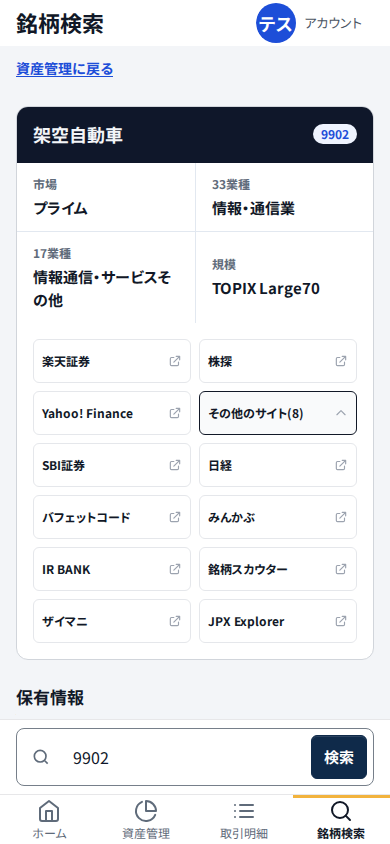 銘柄検索
テス アカウント
資産管理に戻る
架空自動車 9902
市場
プライム
33業種
情報・通信業
17業種
情報通信・サービスそ
の他
規模
TOPIX Large70
楽天証券
株探
Yahoo! Finance
その他のサイト(8)
SBI証券
日経
バフェットコード
みんかぶ
IR BANK
銘柄スカウター
ザイマニ
JPX Explorer
保有情報
9902 検索
ホーム
資産管理
取引明細
銘柄検索